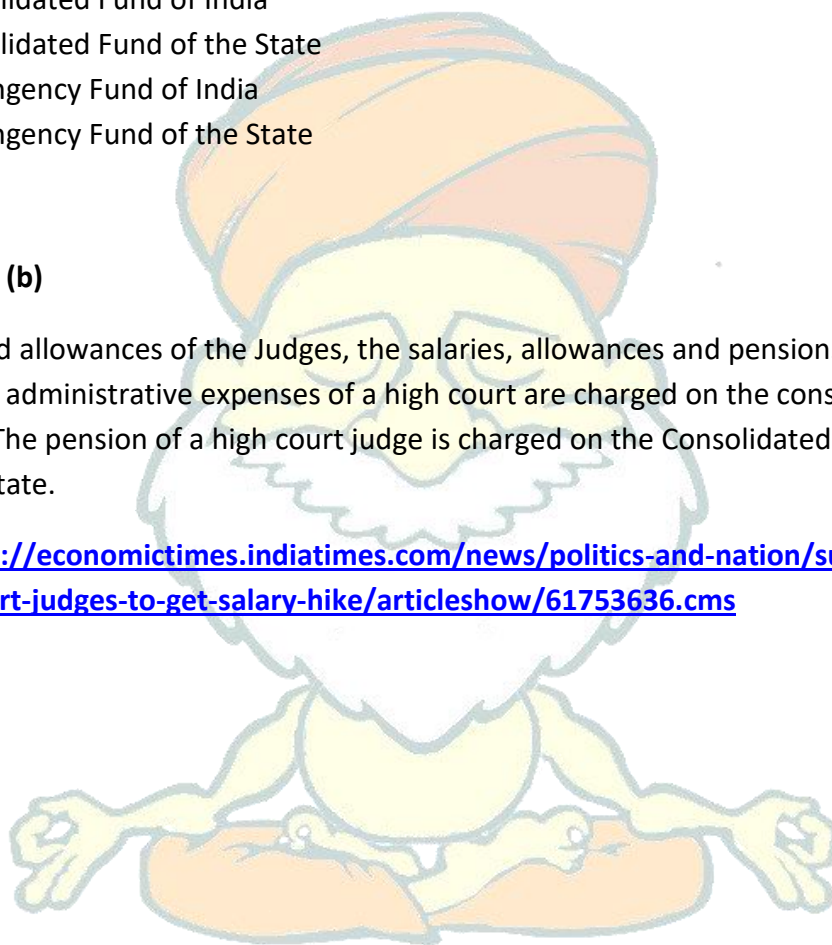 lidated Fund of India
lidated Fund of the State
ngency Fund of India
ngency Fund of the State
(b)
d allowances of the Judges, the salaries, allowances and pension
administrative expenses of a high court are charged on the cons
The pension of a high court judge is charged on the Consolidated
tate.
://economictimes.indiatimes.com/news/politics-and-nation/su
rt-judges-to-get-salary-hike/articleshow/61753636.cms